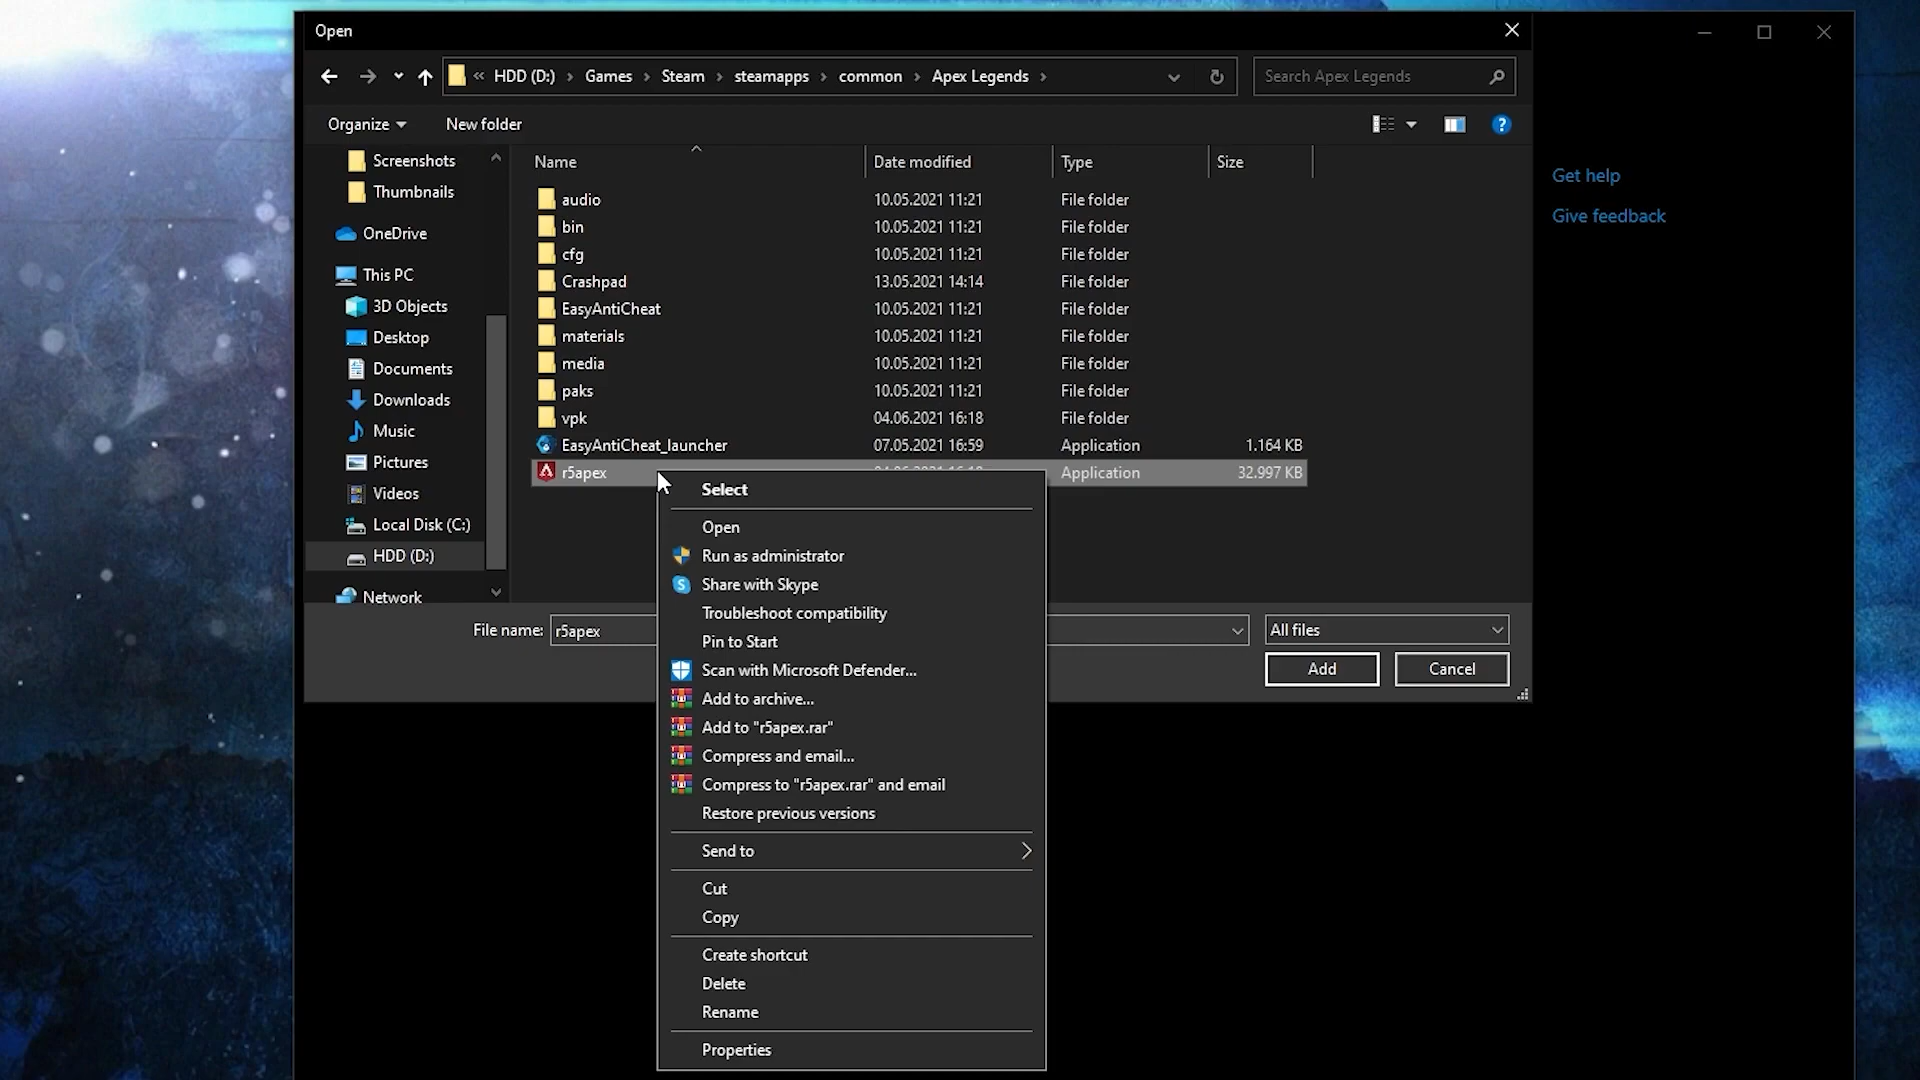 Open
« HDD (D:) > Games > Steam > steamapps > common > Apex Legends >
Search Apex Legends
Organize
New folder
Get help
Give feedback
Screenshots
Thumbnails
OneDrive
This PC
3D Objects
Desktop
Documents
Downloads
Music
Pictures
Videos
Local Disk (C:)
HDD (D:)
Network
Name Date modified Type Size
audio 10.05.2021 11:21 File folder
bin 10.05.2021 11:21 File folder
cfg 10.05.2021 11:21 File folder
Crashpad 13.05.2021 14:14 File folder
EasyAntiCheat 10.05.2021 11:21 File folder
materials 10.05.2021 11:21 File folder
media 10.05.2021 11:21 File folder
paks 10.05.2021 11:21 File folder
vpk 04.06.2021 16:18 File folder
EasyAntiCheat_launcher 07.05.2021 16:59 Application 1.164 KB
r5apex Application 32.997 KB
Select
Open
Run as administrator
Share with Skype
Troubleshoot compatibility
Pin to Start
Scan with Microsoft Defender...
Add to archive...
Add to "r5apex.rar"
Compress and email...
Compress to "r5apex.rar" and email
Restore previous versions
Send to
Cut
Copy
Create shortcut
Delete
Rename
Properties
File name: r5apex
All files
Add
Cancel